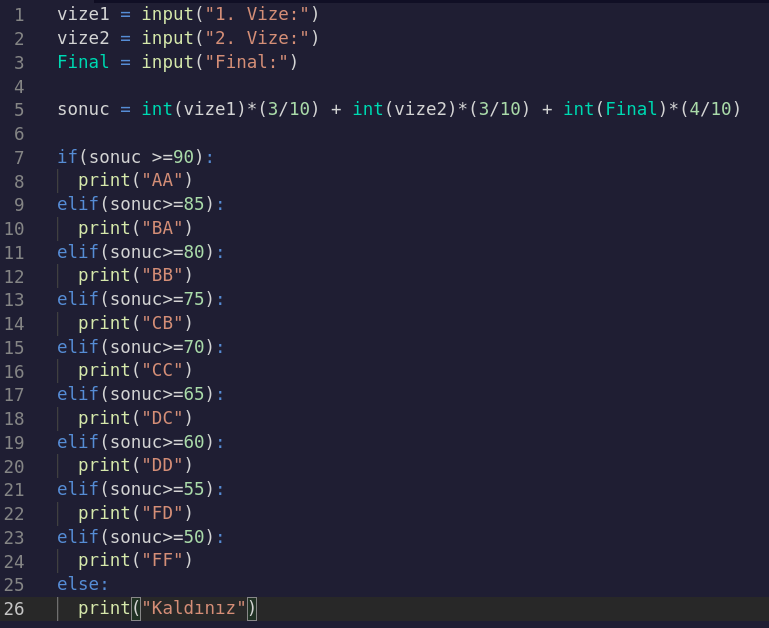 1 vize1 = input("1. Vize:")
2 vize2 = input("2. Vize:")
3 Final = input("Final:")
4
5 sonuc = int(vize1)*(3/10) + int(vize2)*(3/10) + int(Final)*(4/10)
6
7 if(sonuc >=90):
8   print("AA")
9 elif(sonuc>=85):
10   print("BA")
11 elif(sonuc>=80):
12   print("BB")
13 elif(sonuc>=75):
14   print("CB")
15 elif(sonuc>=70):
16   print("CC")
17 elif(sonuc>=65):
18   print("DC")
19 elif(sonuc>=60):
20   print("DD")
21 elif(sonuc>=55):
22   print("FD")
23 elif(sonuc>=50):
24   print("FF")
25 else:
26   print("Kaldınız")